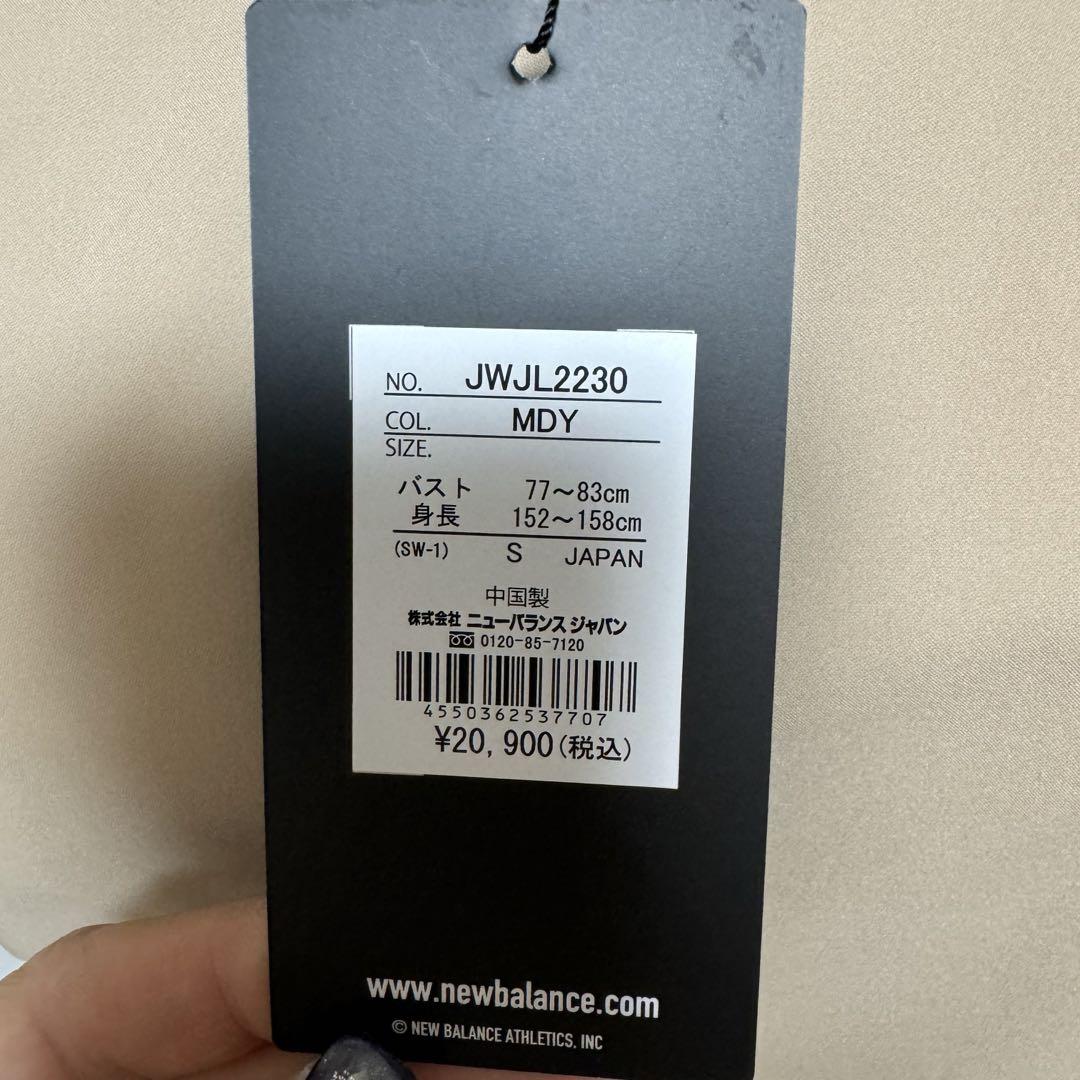 NO. JWJL2230
COL. MDY
SIZE.
バスト 77～83cm
身長 152～158cm
(SW-1) S JAPAN
中国製
株式会社 ニューバランス ジャパン
0120-85-7120
4550362537707
¥20,900(税込)
www.newbalance.com
© NEW BALANCE ATHLETICS, INC